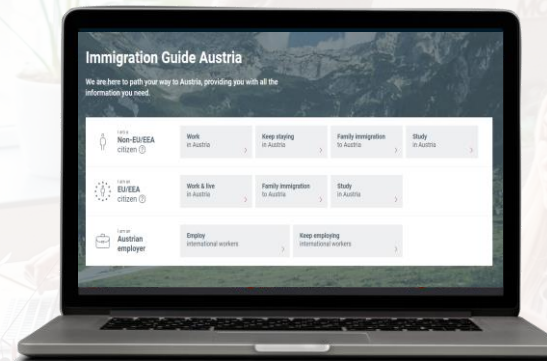 Immigration Guide Austria
We are here to path your way to Austria, providing you with all the
information you need.
I am a
Non-EU/EEA
citizen ?
Work
in Austria
Keep staying
in Austria
Family immigration
to Austria
Study
in Austria
I am an
EU/EEA
citizen ?
Work & live
in Austria
Family immigration
to Austria
Study
in Austria
I am an
Austrian
employer
Employ
international workers
Keep employing
international workers